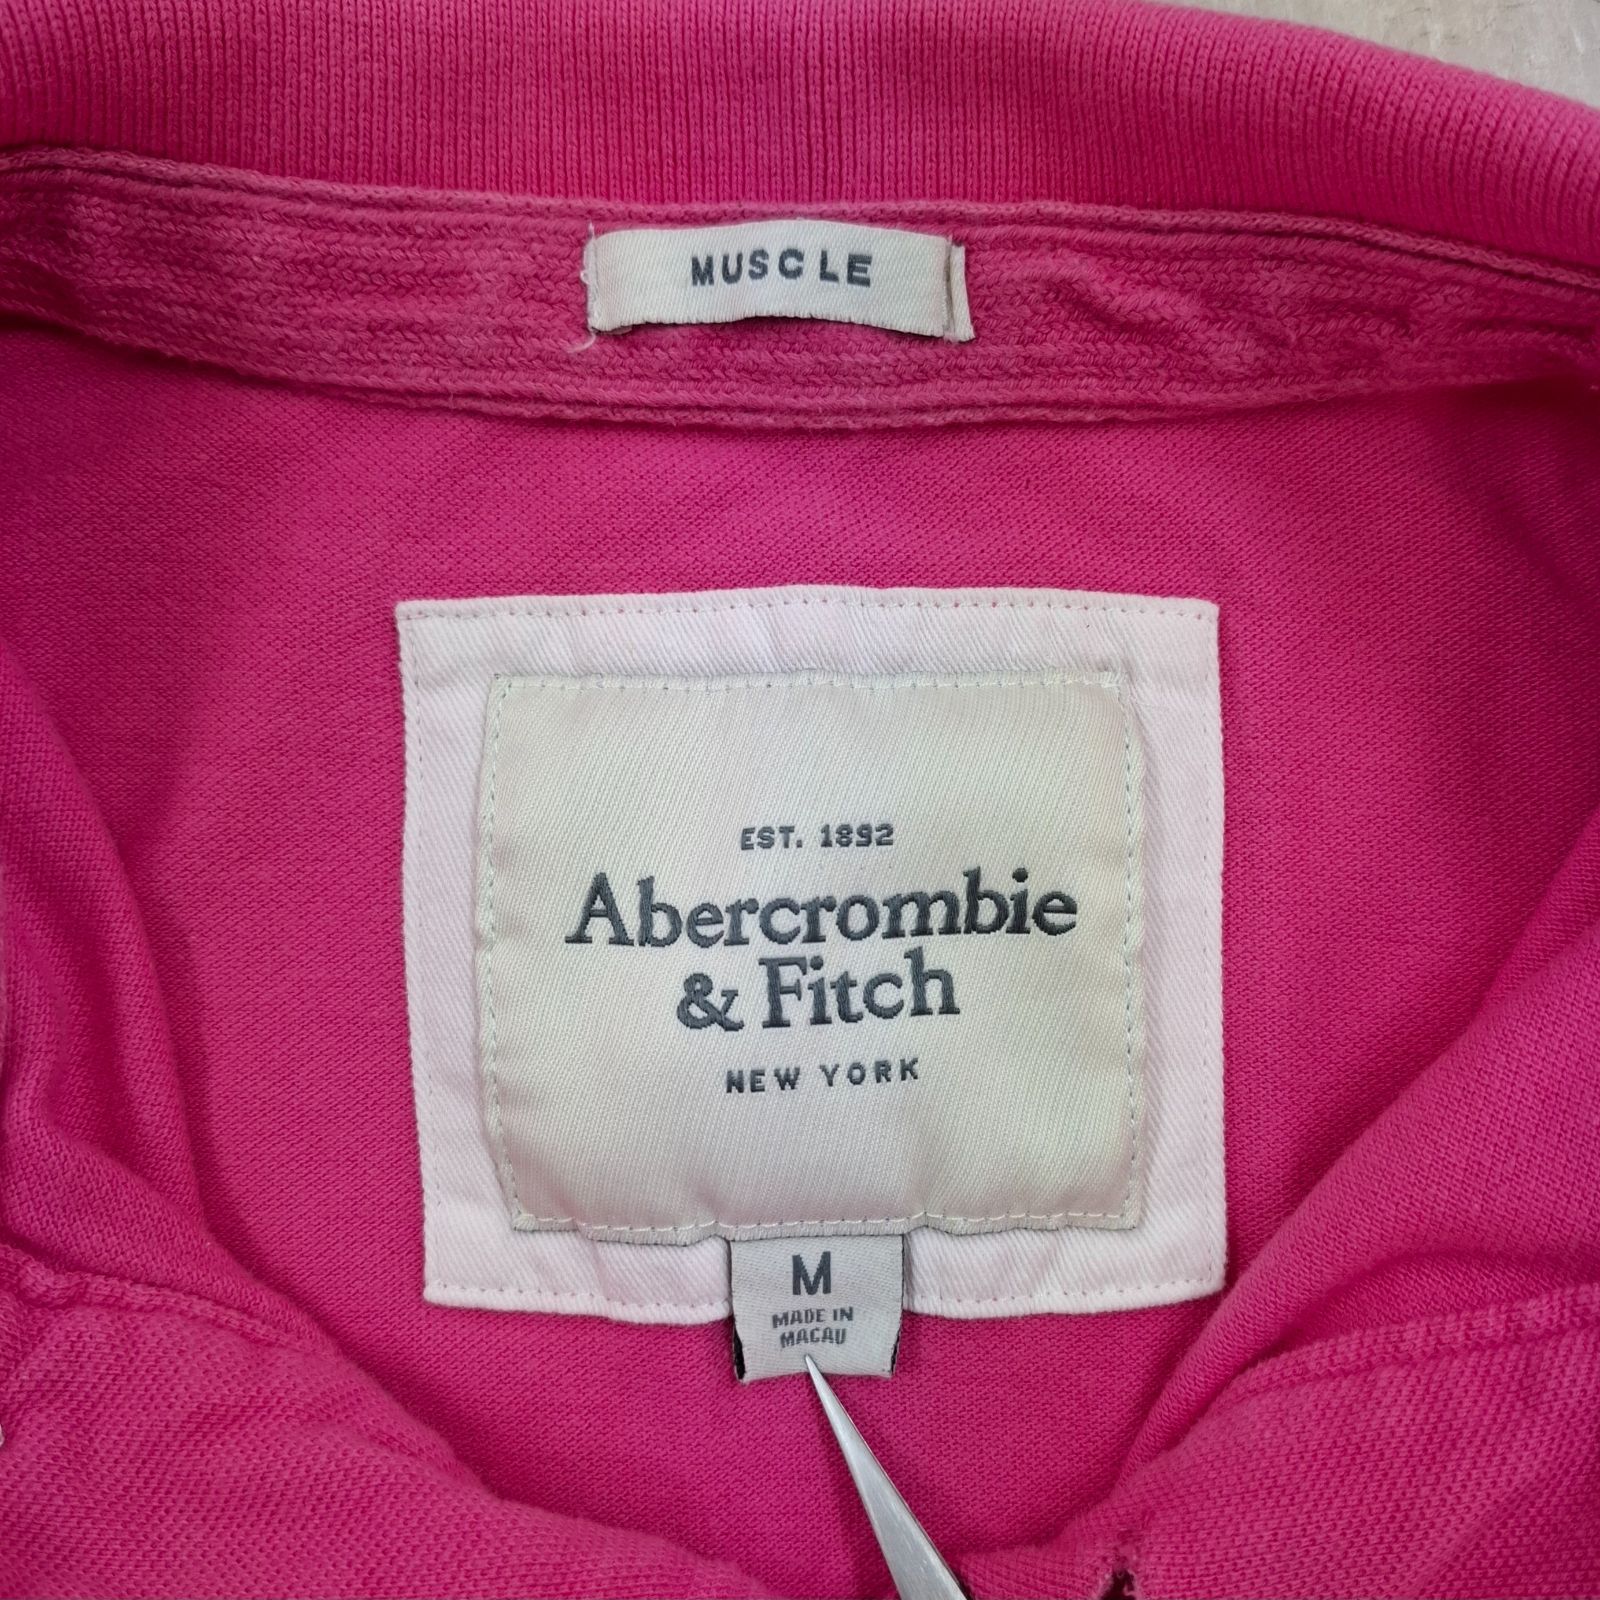 MUSCLE
EST. 1892
Abercrombie
& Fitch
NEW YORK
M
MADE IN
MACAU